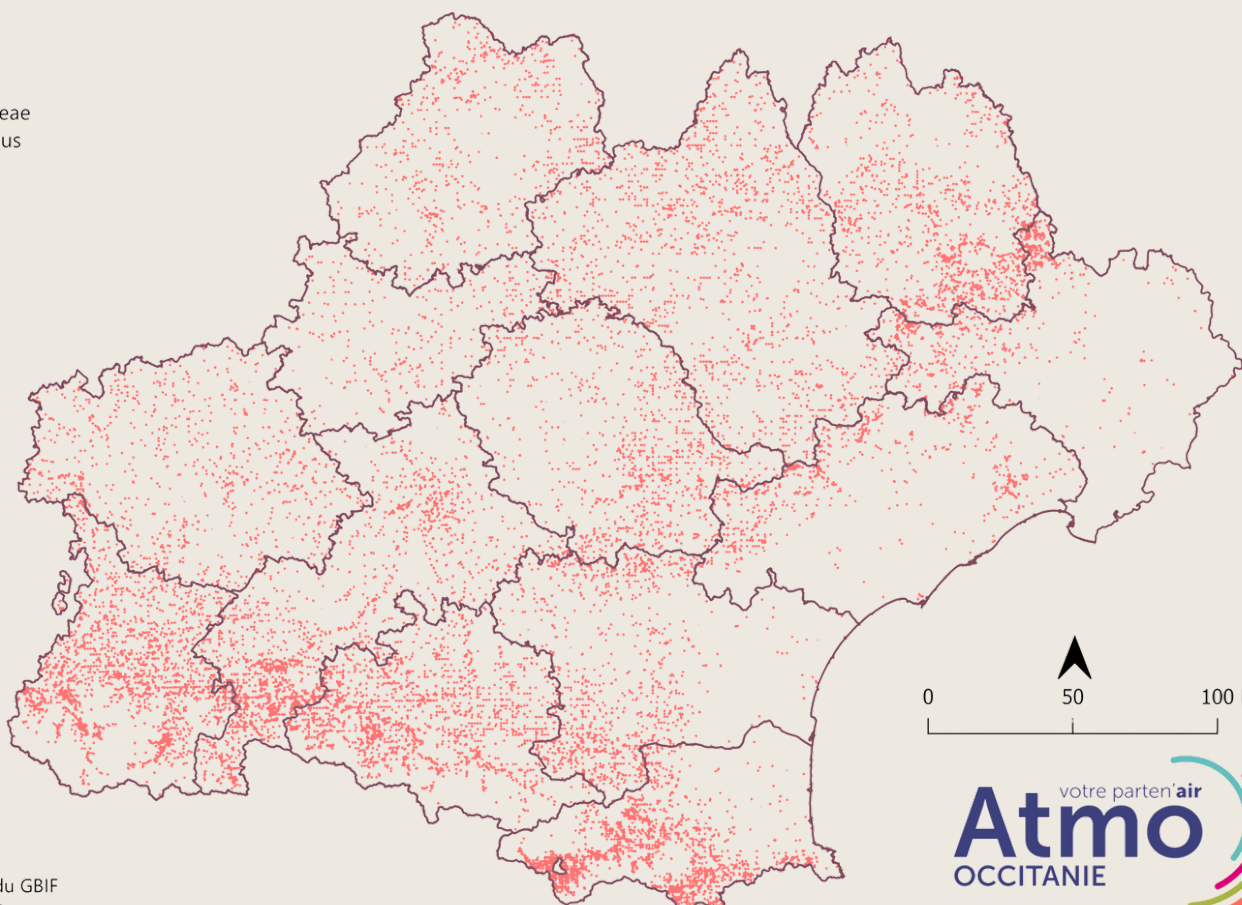 eae
us
0 50 100
votre parten'air
Atmo
OCCITANIE
du GBIF